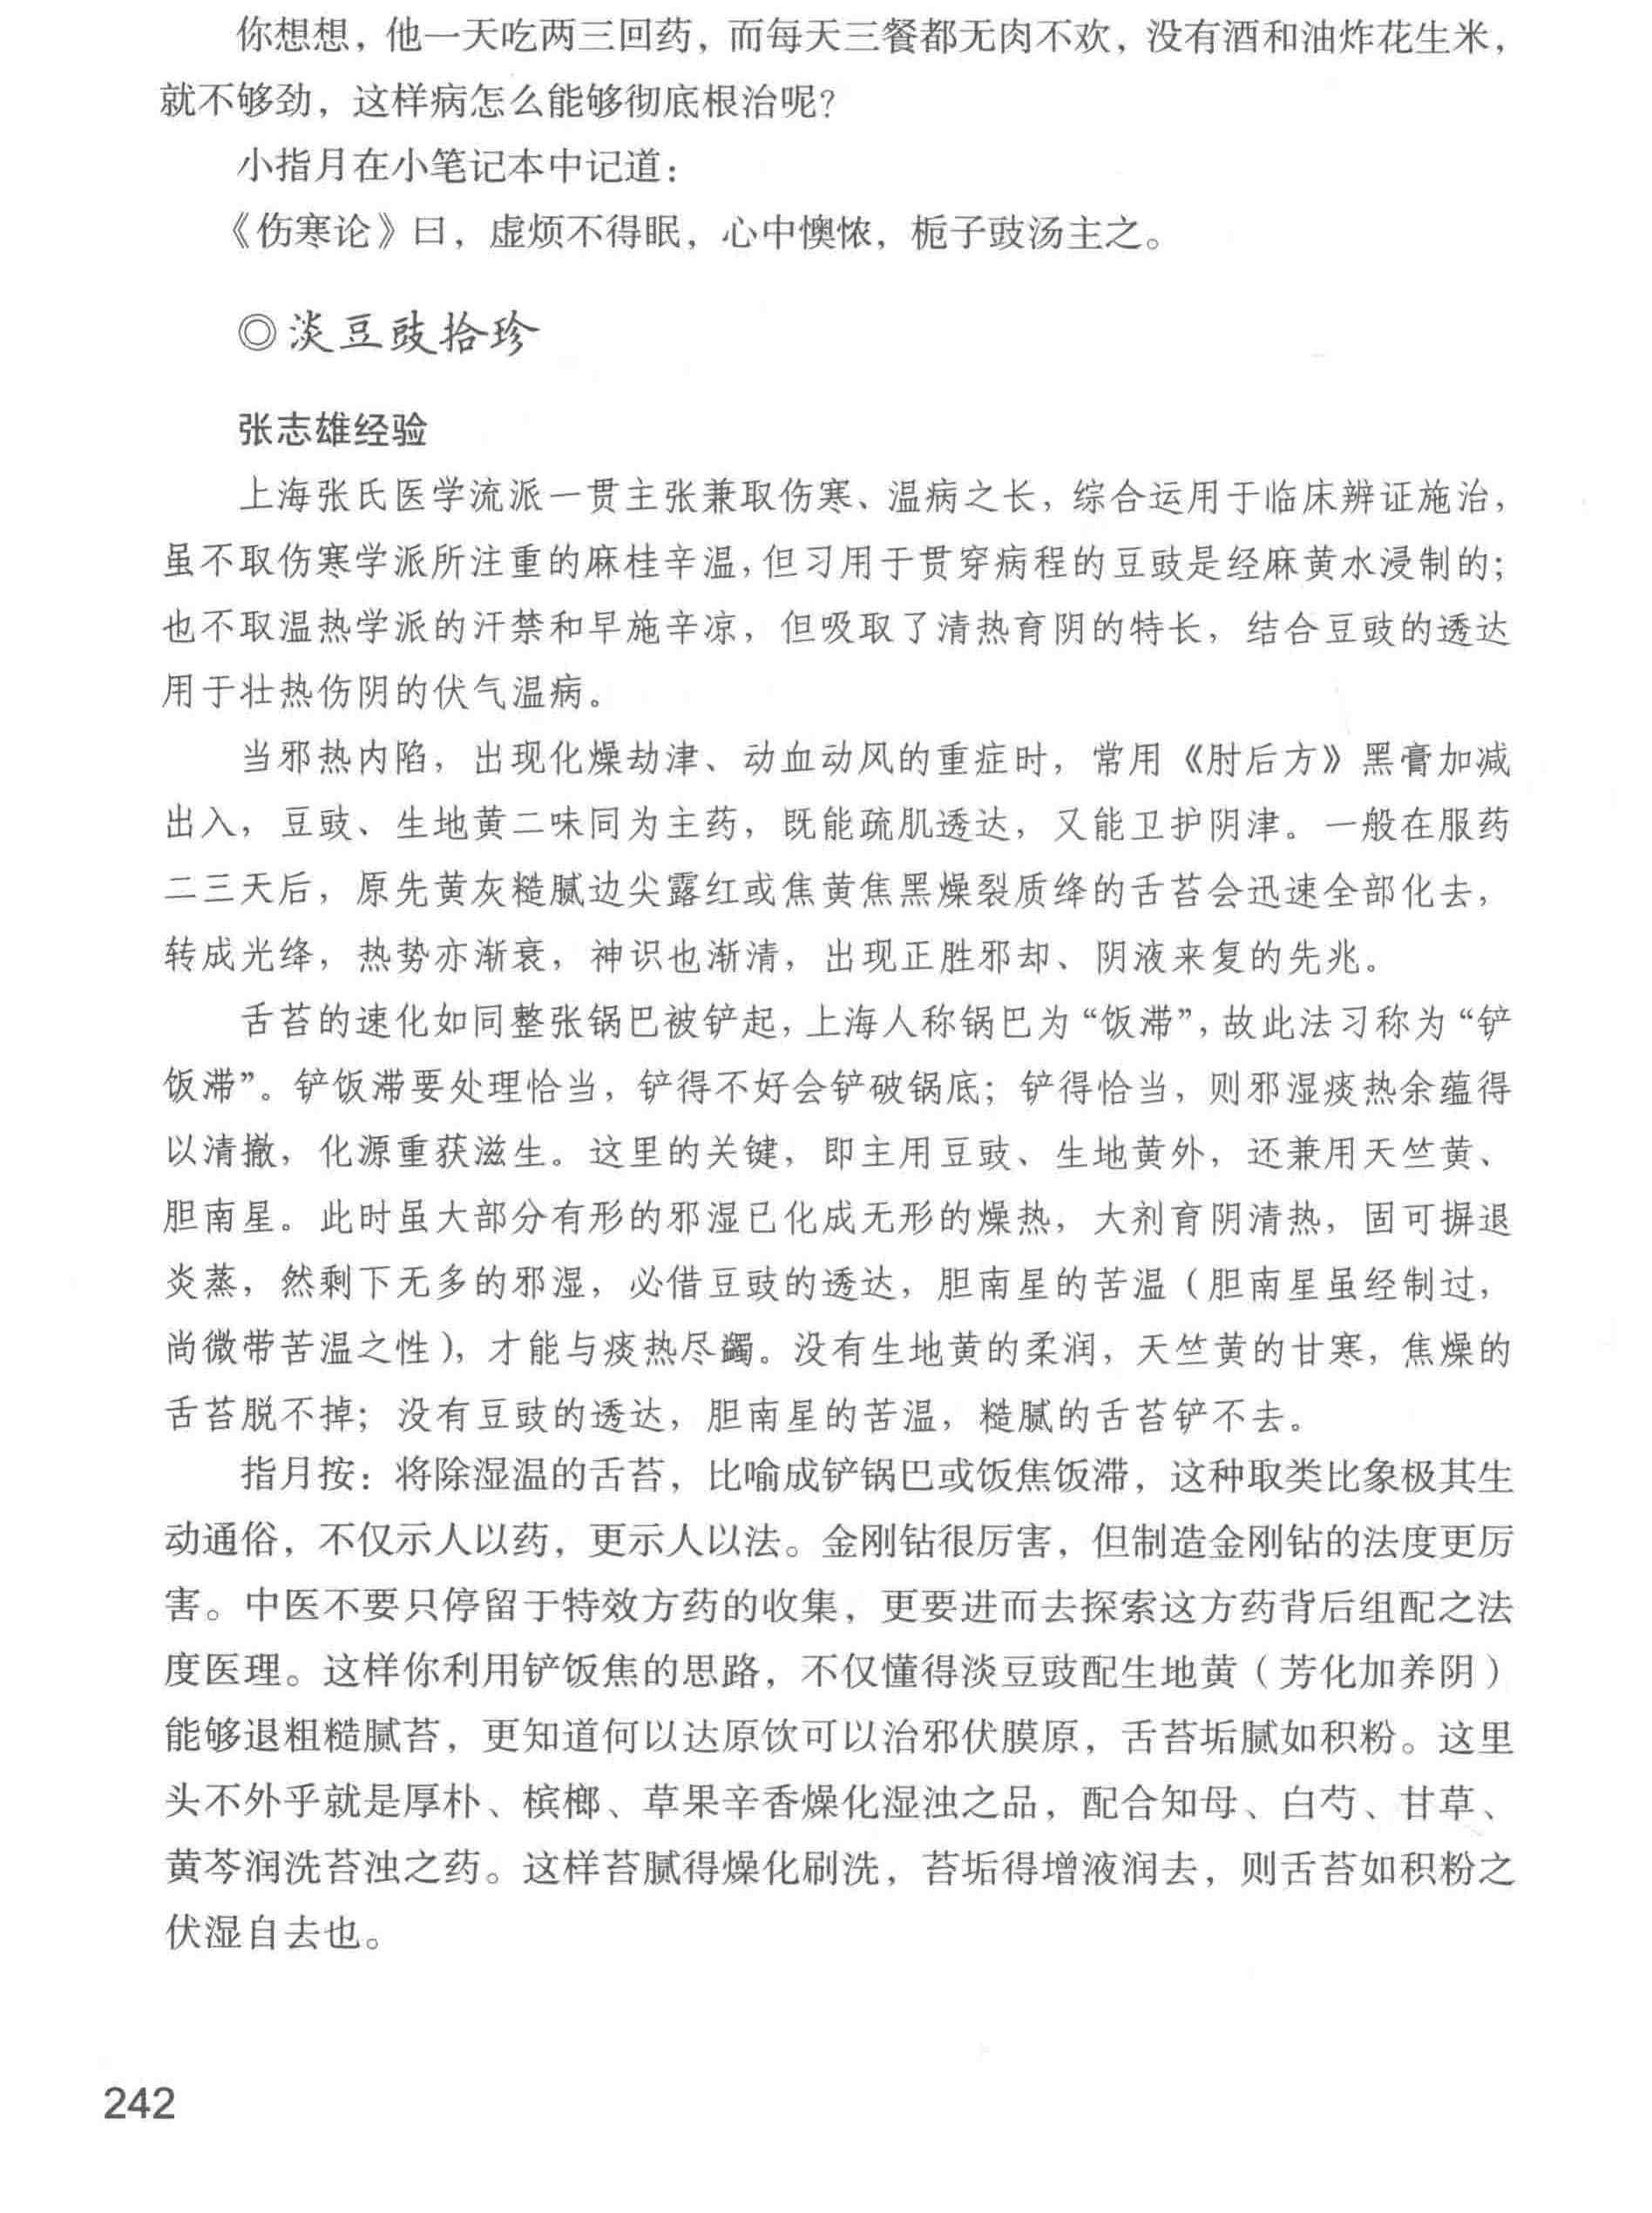 你想想，他一天吃两三回药，而每天三餐都无肉不欢，没有酒和油炸花生米，
就不够劲，这样病怎么能够彻底根治呢？
小指月在小笔记本中记道：
《伤寒论》曰，虚烦不得眠，心中懊憹，栀子豉汤主之。
◎淡豆豉拾珍
张志雄经验
上海张氏医学流派一贯主张兼取伤寒、温病之长，综合运用于临床辨证施治，
虽不取伤寒学派所注重的麻桂辛温，但习用于贯穿病程的豆豉是经麻黄水浸制的；
也不取温热学派的汗禁和早施辛凉，但吸取了清热育阴的特长，结合豆豉的透达
用于壮热伤阴的伏气温病。
当邪热内陷，出现化燥劫津、动血动风的重症时，常用《肘后方》黑膏加减
出入，豆豉、生地黄二味同为主药，既能疏肌透达，又能卫护阴津。一般在服药
二三天后，原先黄灰糙腻边尖露红或焦黄焦黑燥裂质绛的舌苔会迅速全部化去，
转成光绛，热势亦渐衰，神识也渐清，出现正胜邪却、阴液来复的先兆。
舌苔的速化如同整张锅巴被铲起，上海人称锅巴为“饭滞”，故此法习称为“铲
饭滞”。铲饭滞要处理恰当，铲得不好会铲破锅底；铲得恰当，则邪湿痰热余蕴得
以清撤，化源重获滋生。这里的关键，即主用豆豉、生地黄外，还兼用天竺黄、
胆南星。此时虽大部分有形的邪湿已化成无形的燥热，大剂育阴清热，固可摒退
炎蒸，然剩下无多的邪湿，必借豆豉的透达，胆南星的苦温（胆南星虽经制过，
尚微带苦温之性），才能与痰热尽蠲。没有生地黄的柔润，天竺黄的甘寒，焦燥的
舌苔脱不掉；没有豆豉的透达，胆南星的苦温，糙腻的舌苔铲不去。
指月按：将除湿温的舌苔，比喻成铲锅巴或饭焦饭滞，这种取类比象极其生
动通俗，不仅示人以药，更示人以法。金刚钻很厉害，但制造金刚钻的法度更厉
害。中医不要只停留于特效方药的收集，更要进而去探索这方药背后组配之法
度医理。这样你利用铲饭焦的思路，不仅懂得淡豆豉配生地黄（芳化加养阴）
能够退粗糙腻苔，更知道何以达原饮可以治邪伏膜原，舌苔垢腻如积粉。这里
头不外乎就是厚朴、槟榔、草果辛香燥化湿浊之品，配合知母、白芍、甘草、
黄芩润洗苔浊之药。这样苔腻得燥化刷洗，苔垢得增液润去，则舌苔如积粉之
伏湿自去也。
242